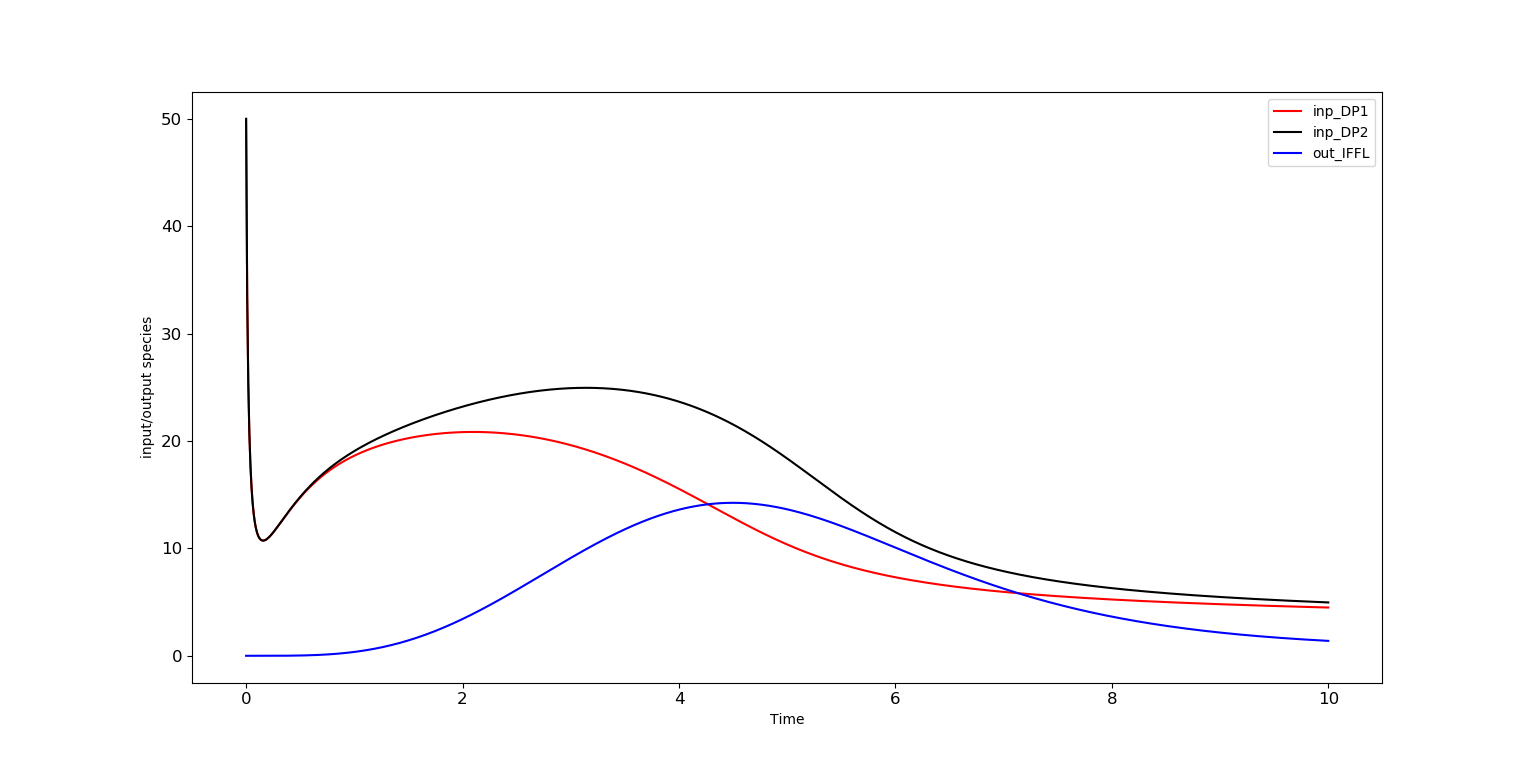 inp_DP1
inp_DP2
out_IFFL
50
40
30
20
10
0
input/output species
0 2 4 6 8 10
Time